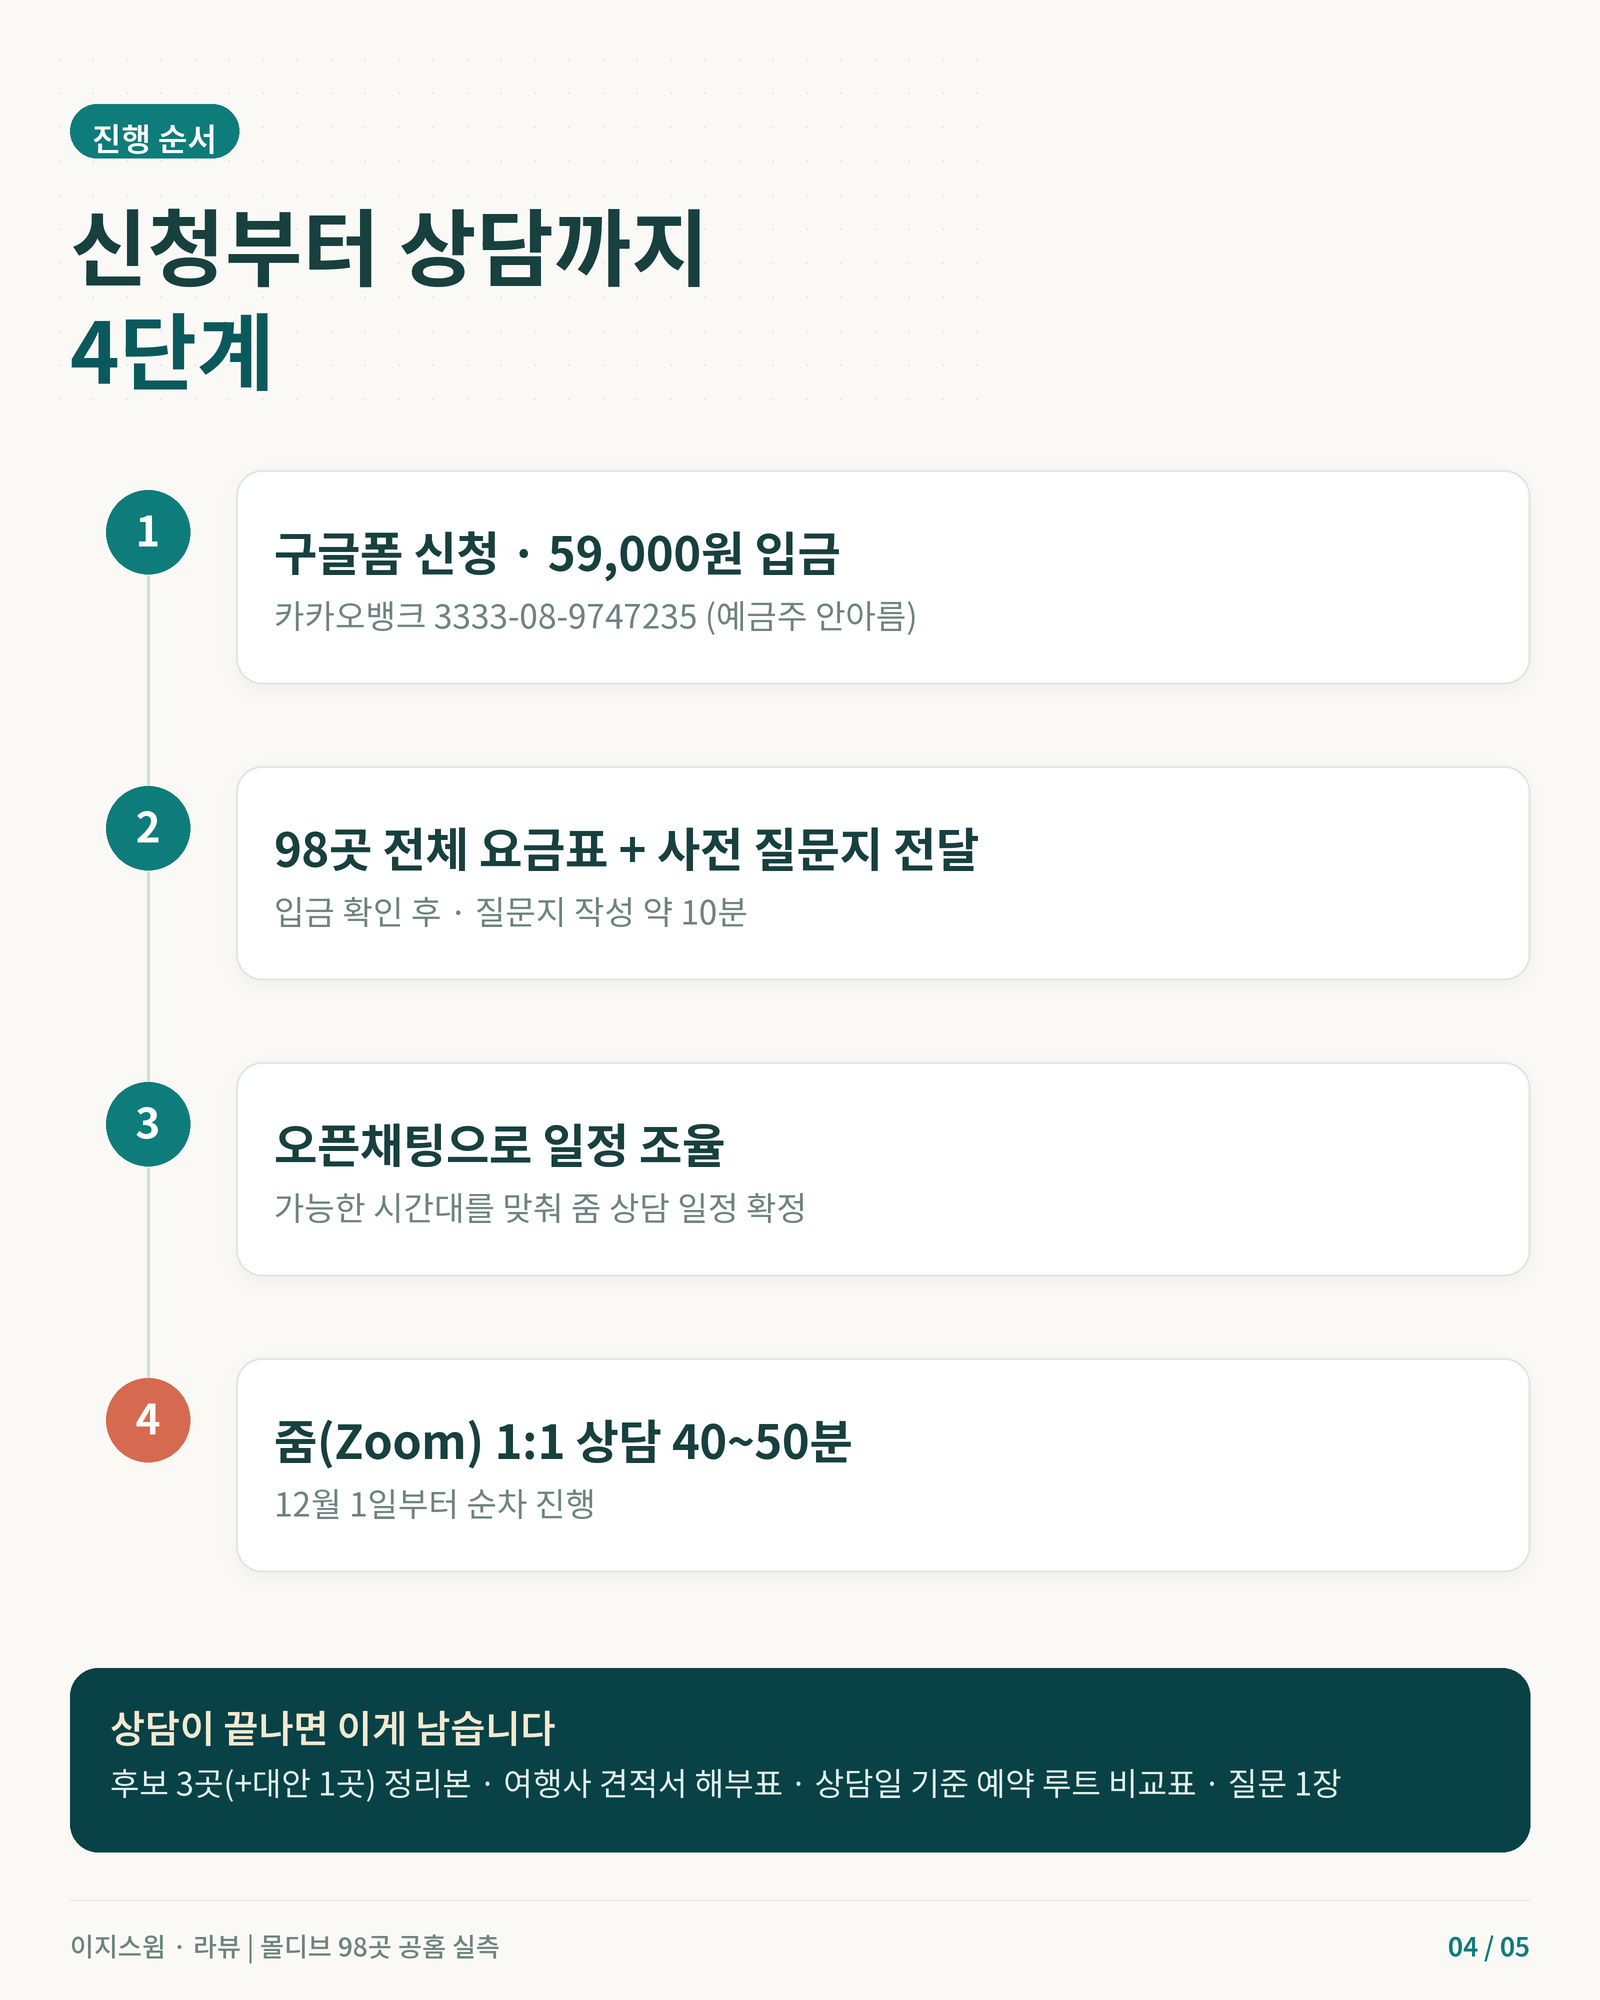 진행 순서
신청부터 상담까지
4단계
1
구글폼 신청 · 59,000원 입금
카카오뱅크 3333-08-9747235 (예금주 안아름)
2
98곳 전체 요금표 + 사전 질문지 전달
입금 확인 후 · 질문지 작성 약 10분
3
오픈채팅으로 일정 조율
가능한 시간대를 맞춰 줌 상담 일정 확정
4
줌(Zoom) 1:1 상담 40~50분
12월 1일부터 순차 진행
상담이 끝나면 이게 남습니다
후보 3곳(+대안 1곳) 정리본 · 여행사 견적서 해부표 · 상담일 기준 예약 루트 비교표 · 질문 1장
이지스윔 · 라뷰 | 몰디브 98곳 공홈 실측
04 / 05